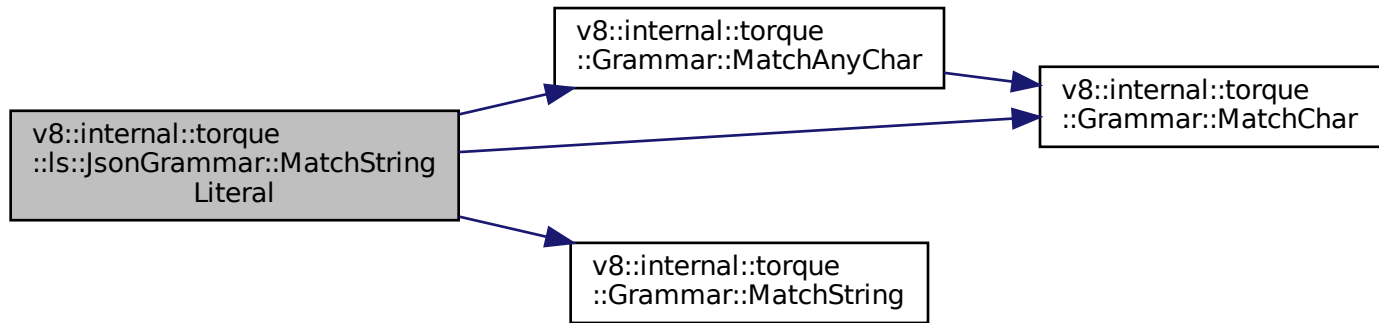 v8::internal::torque
::ls::JsonGrammar::MatchString
Literal
v8::internal::torque
::Grammar::MatchAnyChar
v8::internal::torque
::Grammar::MatchChar
v8::internal::torque
::Grammar::MatchString